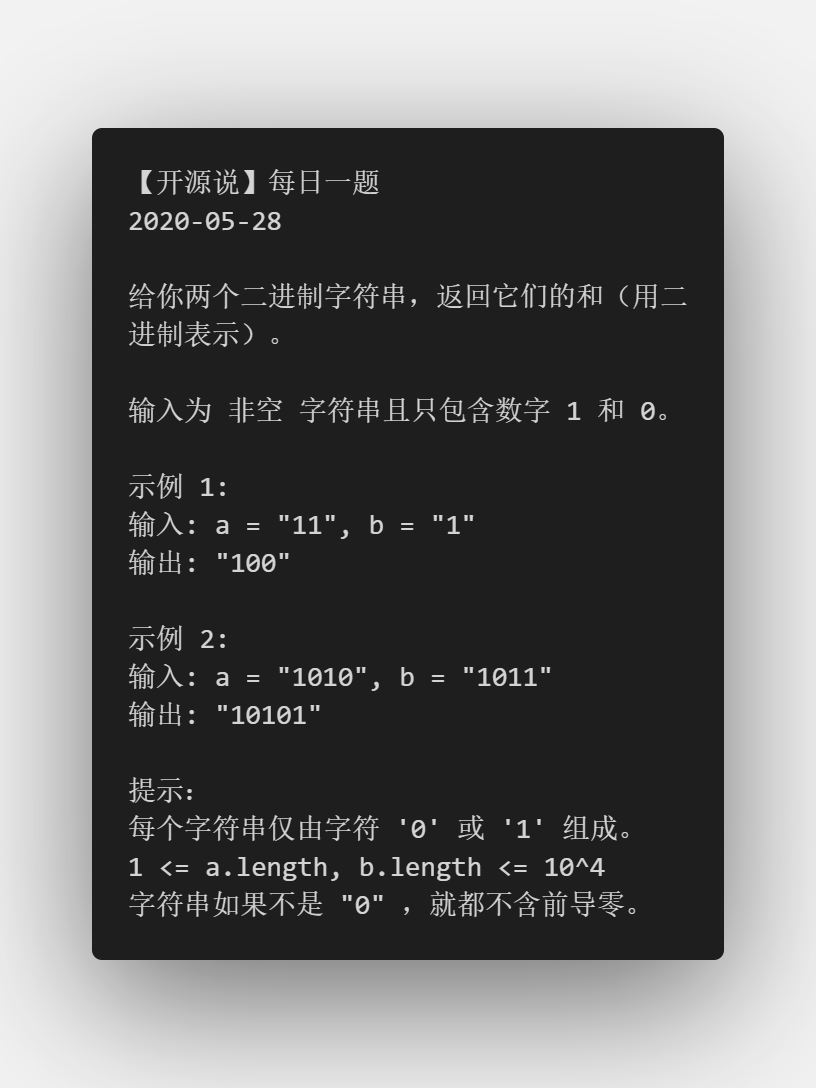 【开源说】每日一题
2020-05-28
给你两个二进制字符串，返回它们的和（用二
进制表示）。
输入为 非空 字符串且只包含数字 1 和 0。
示例 1:
输入: a = "11", b = "1"
输出: "100"
示例 2:
输入: a = "1010", b = "1011"
输出: "10101"
提示：
每个字符串仅由字符 '0' 或 '1' 组成。
1 <= a.length, b.length <= 10^4
字符串如果不是 "0" ，就都不含前导零。